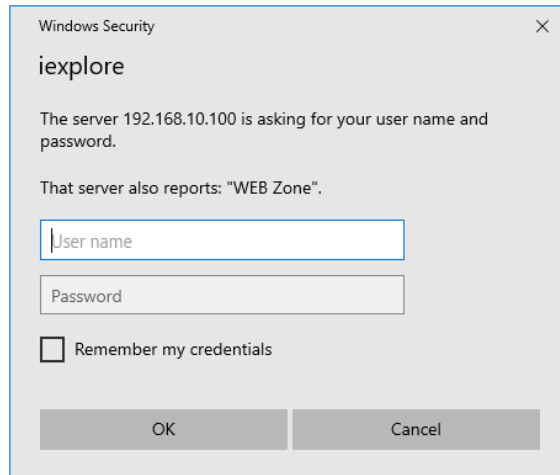 Windows Security
iexplore
The server 192.168.10.100 is asking for your user name and
password.
That server also reports: "WEB Zone".
User name
Password
Remember my credentials
OK
Cancel